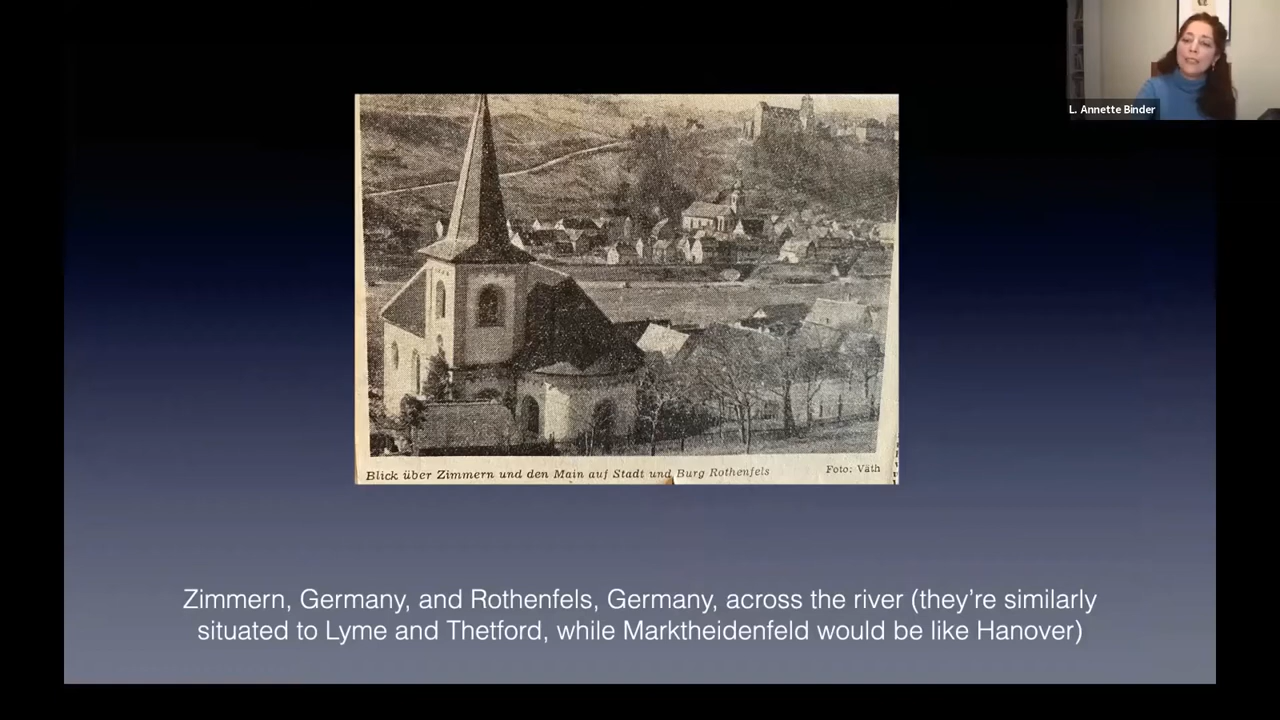 L. Annette Binder
Blick über Zimmern und den Main auf Stadt und Burg Rothenfels
Foto: Väth
Zimmern, Germany, and Rothenfels, Germany, across the river (they’re similarly
situated to Lyme and Thetford, while Marktheidenfeld would be like Hanover)